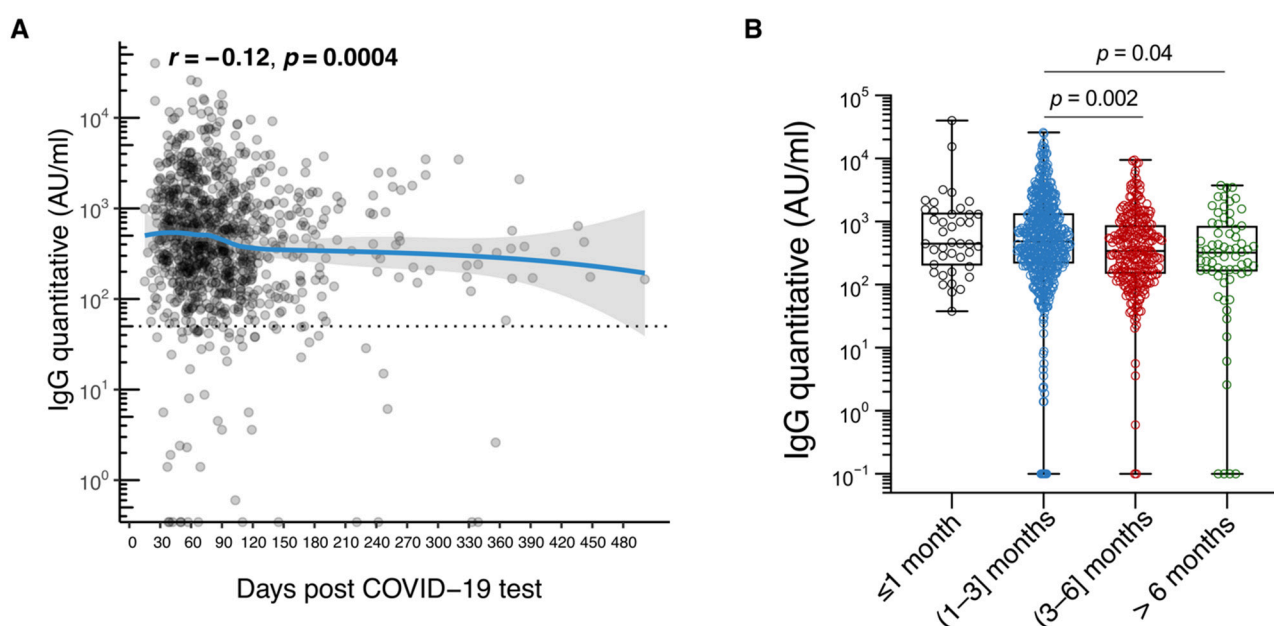 A
r = −0.12, p = 0.0004
IgG quantitative (AU/ml)
10⁴
10³
10²
10¹
10⁰
0 30 60 90 120 150 180 210 240 270 300 330 360 390 420 450 480
Days post COVID−19 test
B
p = 0.04
p = 0.002
IgG quantitative (AU/ml)
10⁵
10⁴
10³
10²
10¹
10⁰
10⁻¹
≤1 month
(1–3] months
(3–6] months
> 6 months